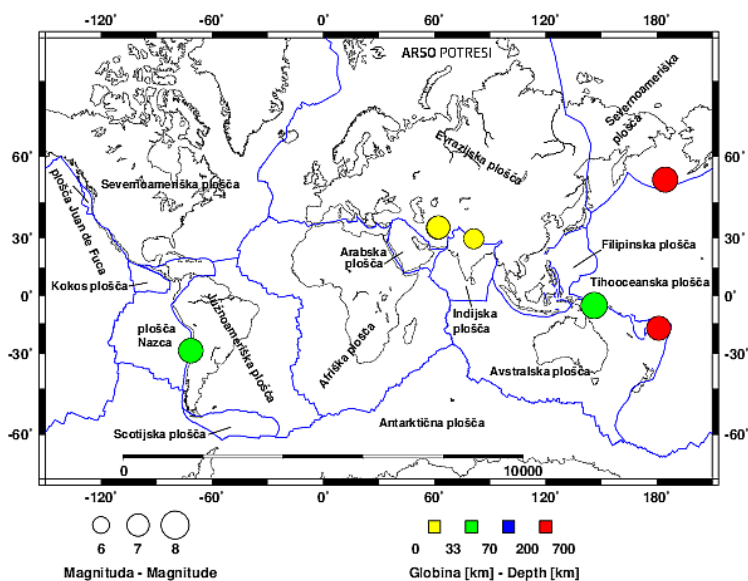 -120° -60° 0° 60° 120° 180°
ARSO POTRESI
Severnoameriška
plošča
Evrazijska plošča
60° 60°
Severnoameriška plošča
plošča Juan de Fuca
30° 30°
Filipinska plošča
Arabska
plošča
Kokos plošča
Tihooceanska plošča
0° 0°
Južnoameriška plošča
Indijska
plošča
plošča
Nazca
Afriška plošča
-30° -30°
Avstralska plošča
Antarktična plošča
Scotijska plošča
-60° -60°
0 10000
-120° -60° 0° 60° 120° 180°
6 7 8
0 33 70 200 700
Magnituda - Magnitude
Globina [km] - Depth [km]